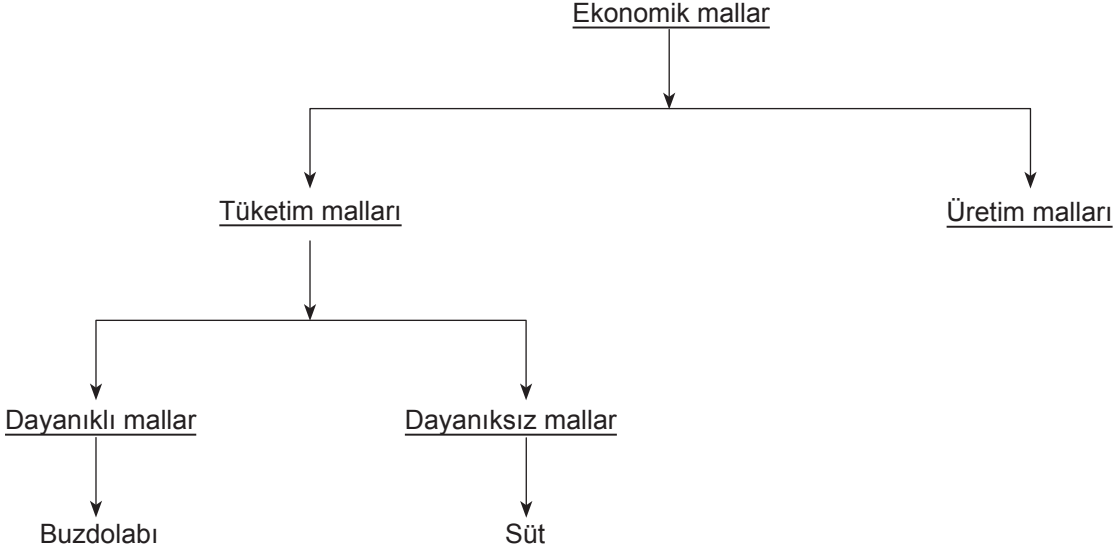 Ekonomik mallar
Tüketim malları
Üretim malları
Dayanıklı mallar
Dayanıksız mallar
Buzdolabı
Süt